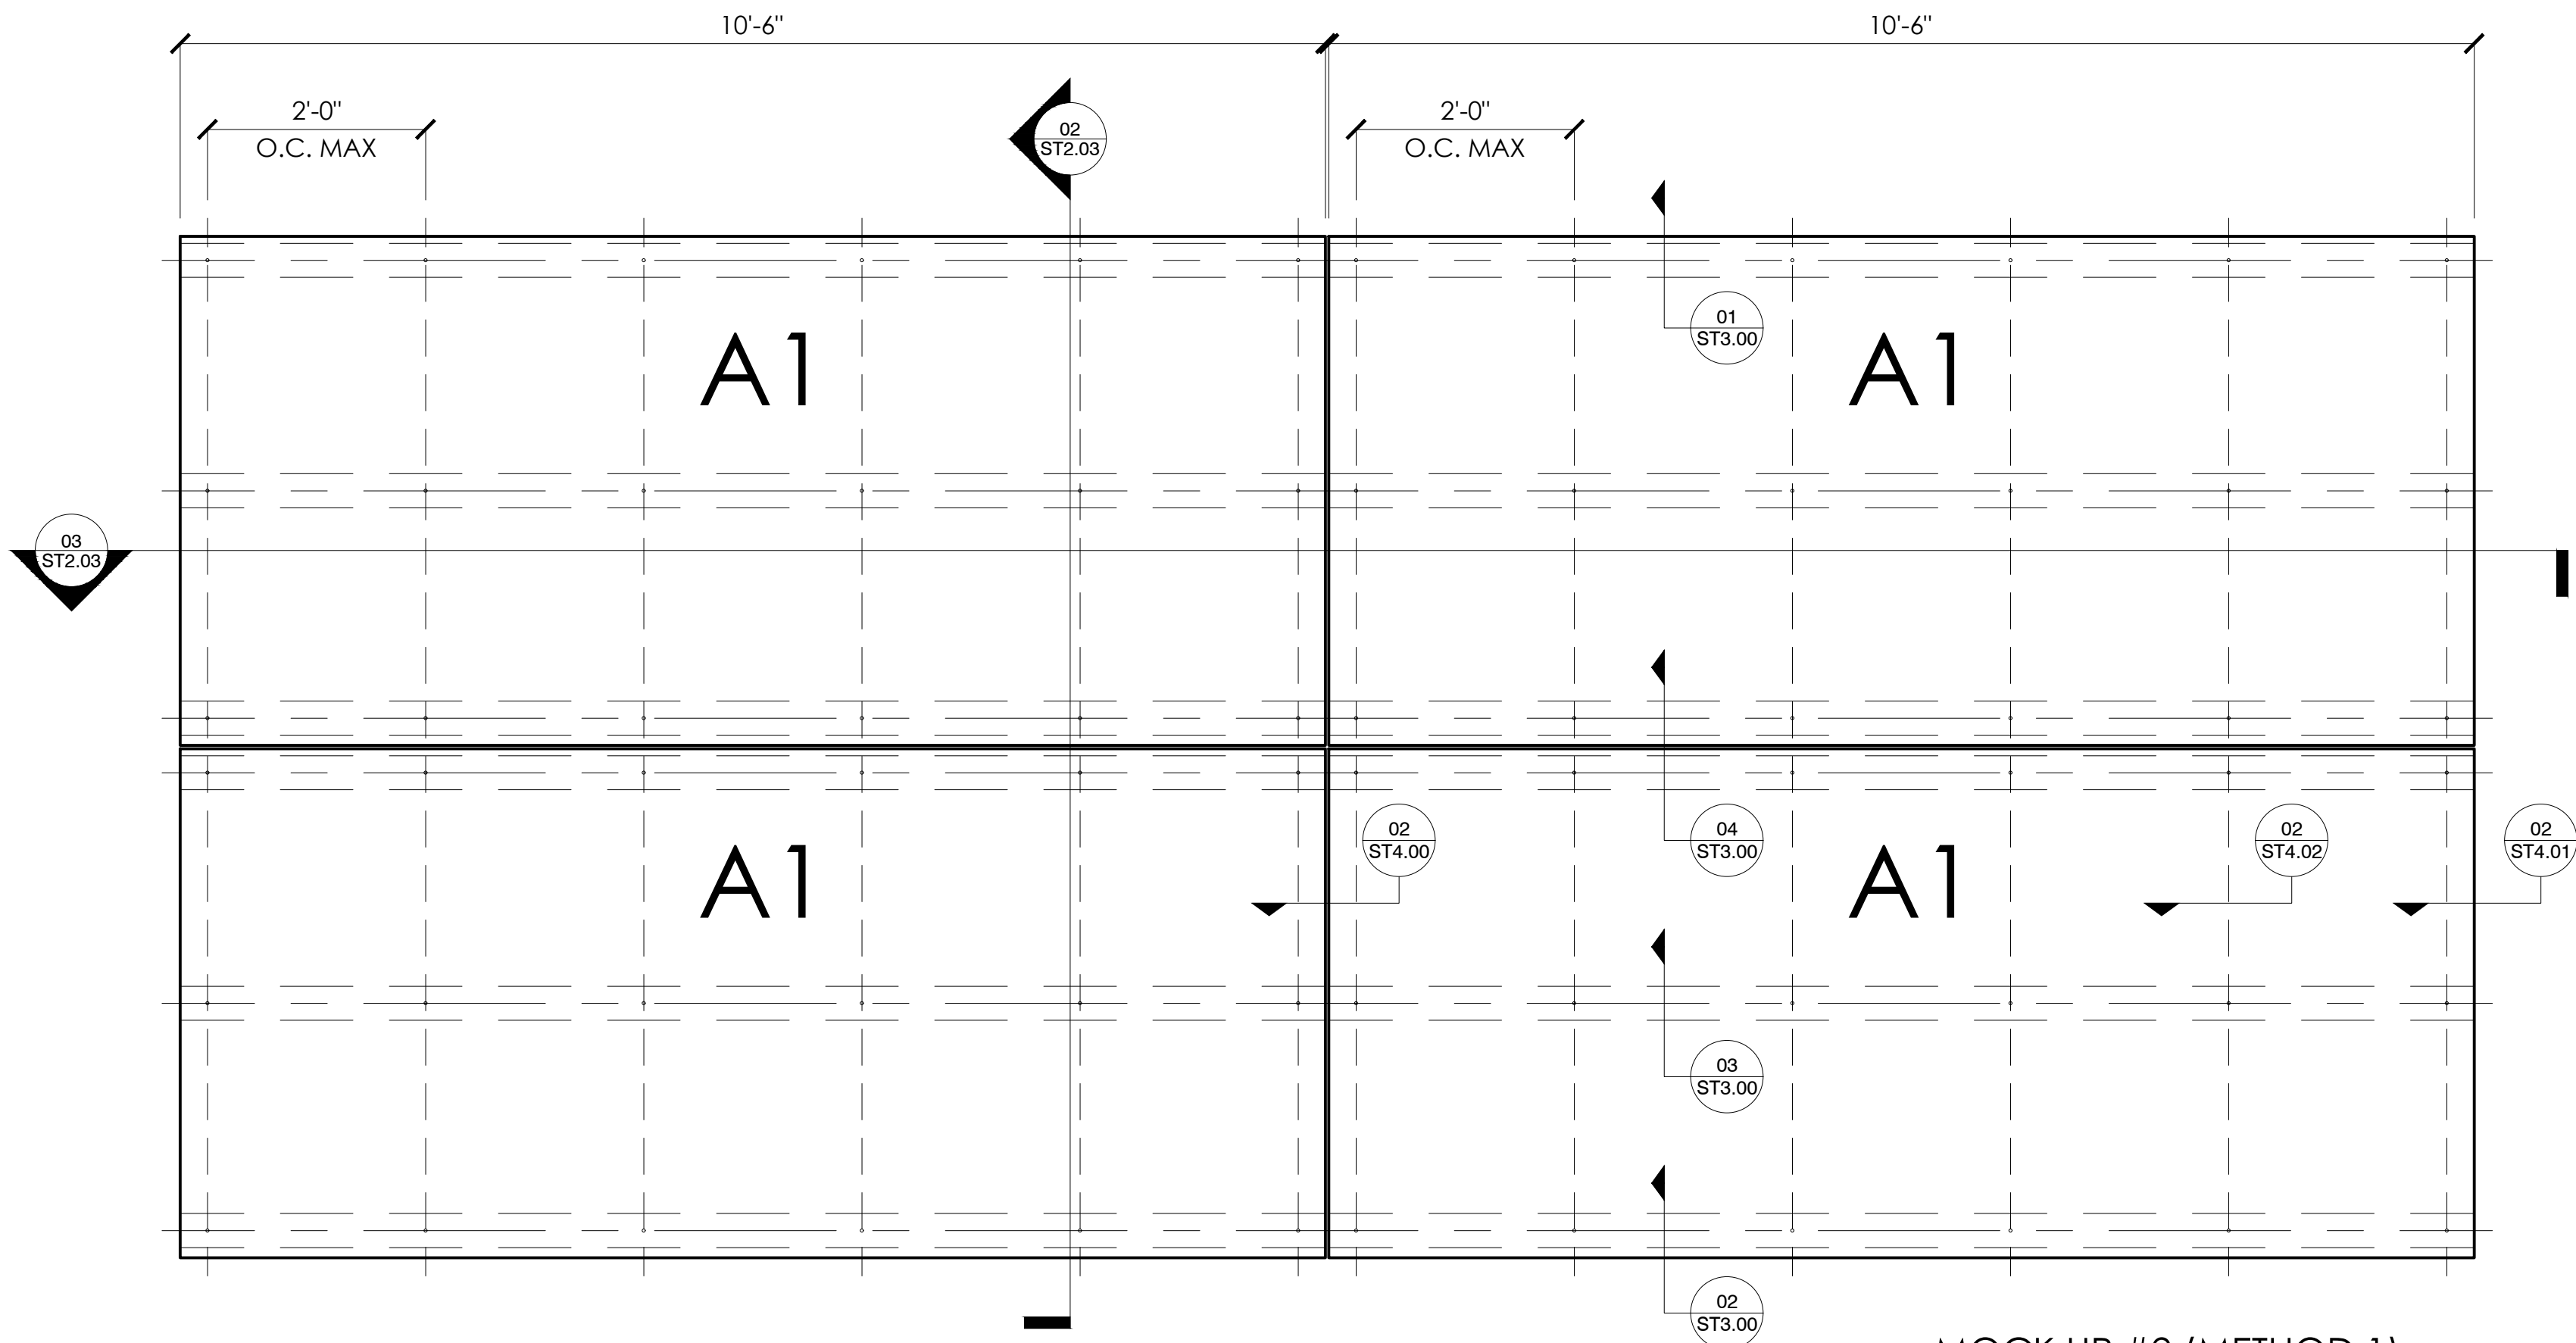 10'-6" 10'-6"
2'-0" 2'-0"
O.C. MAX O.C. MAX
02
ST2.03
01
ST3.00
A1 A1
03
ST2.03
02 04 02 02
ST4.00 ST3.00 ST4.02 ST4.01
A1 A1
03
ST3.00
02
ST3.00